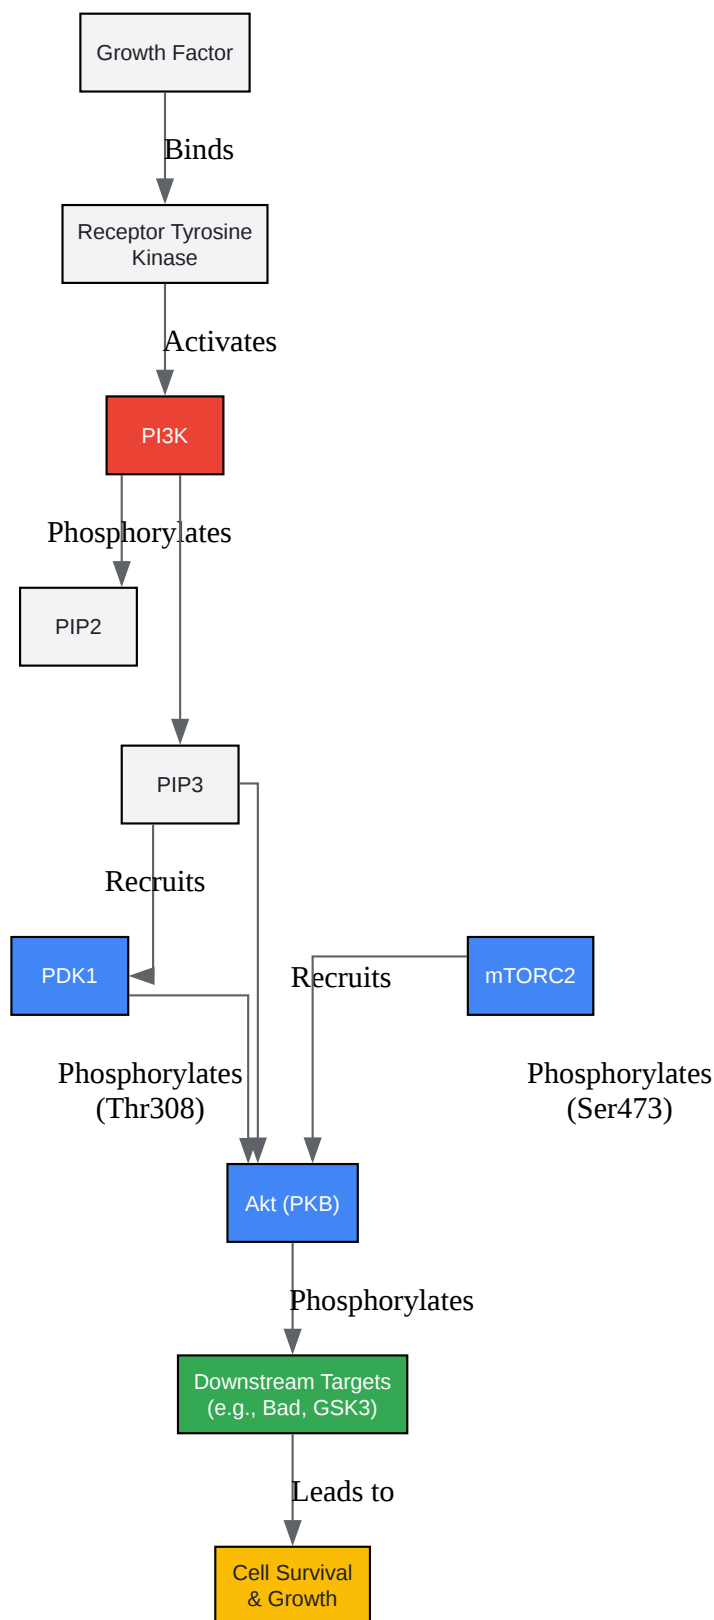 Growth Factor
Binds
Receptor Tyrosine
Kinase
Activates
PI3K
Phosphorylates
PIP2
PIP3
Recruits
PDK1
Recruits
mTORC2
Phosphorylates
(Thr308)
Phosphorylates
(Ser473)
Akt (PKB)
Phosphorylates
Downstream Targets
(e.g., Bad, GSK3)
Leads to
Cell Survival
& Growth